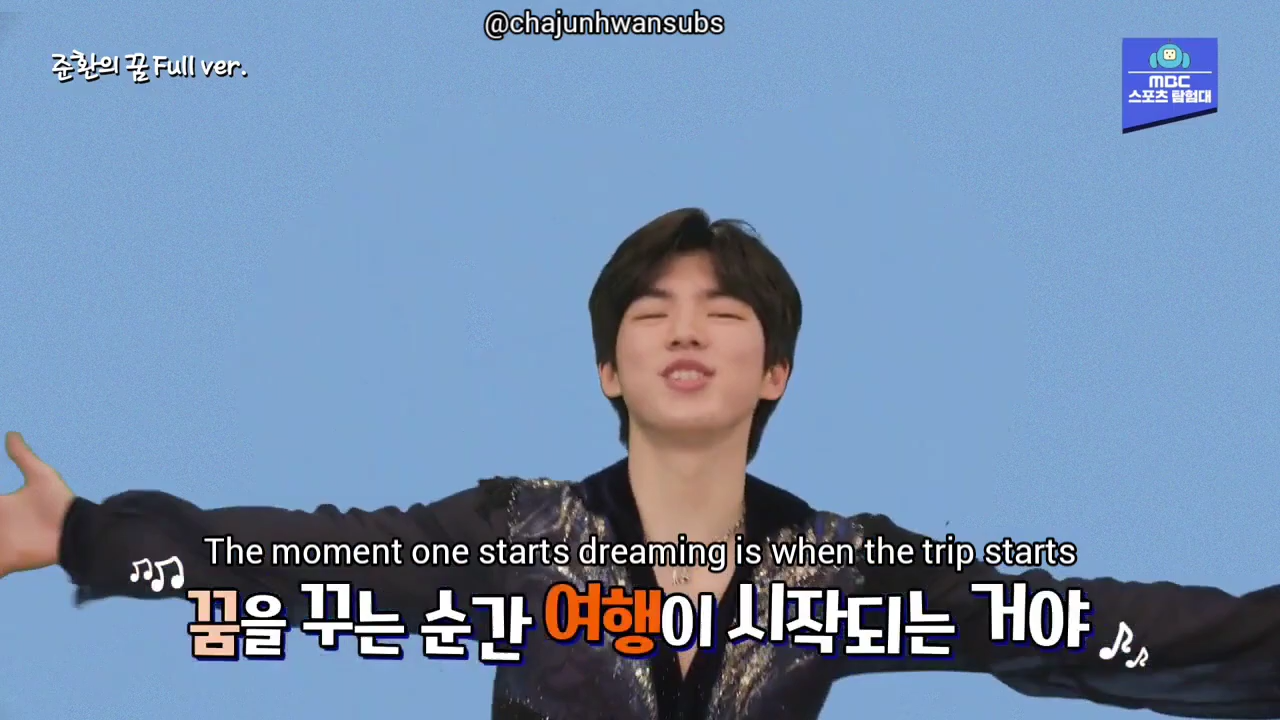 @chajunhwansubs
준환의 꿈 Full ver.
MBC
스포츠 탐험대
The moment one starts dreaming is when the trip starts
꿈을 꾸는 순간 여행이 시작되는 거야